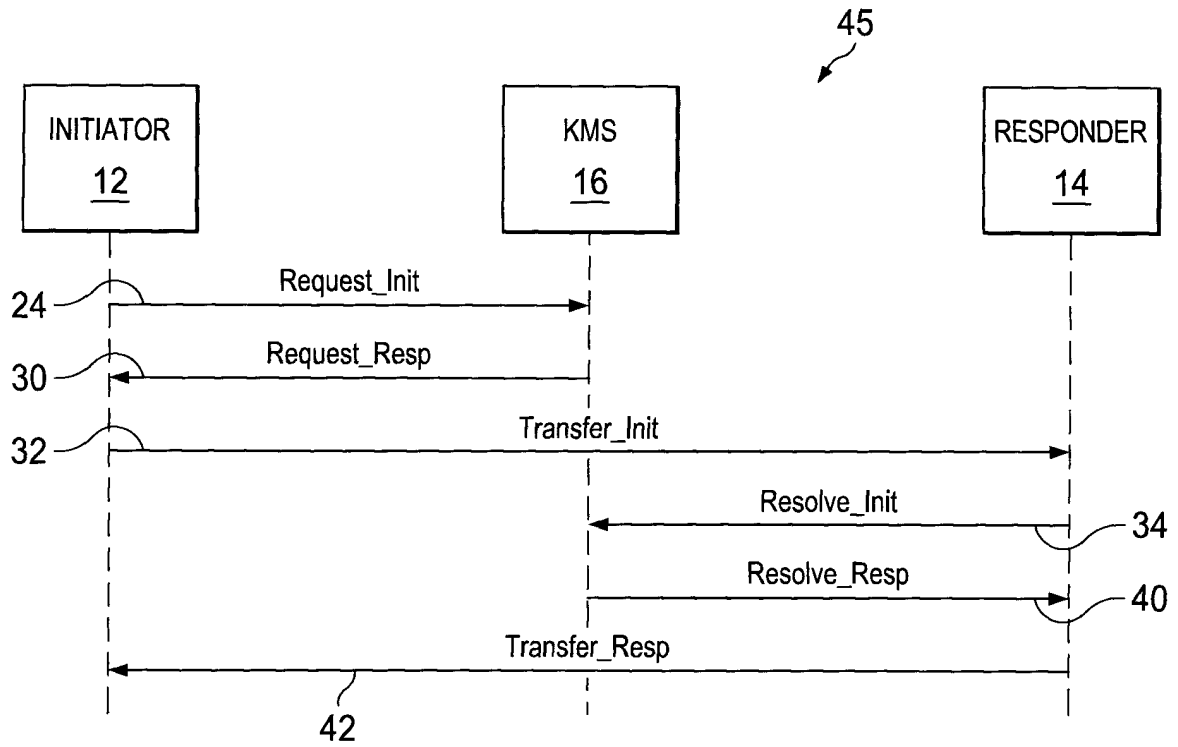 45
INITIATOR
12
KMS
16
RESPONDER
14
Request_Init
24
Request_Resp
30
Transfer_Init
32
Resolve_Init
34
Resolve_Resp
40
Transfer_Resp
42